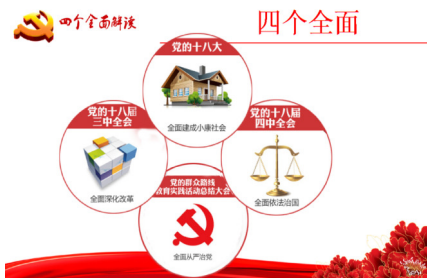 四个全面解读
四个全面
党的十八大
全面建成小康社会
党的十八届
三中全会
全面深化改革
党的十八届
四中全会
全面依法治国
党的群众路线
教育实践活动总结大会
全面从严治党